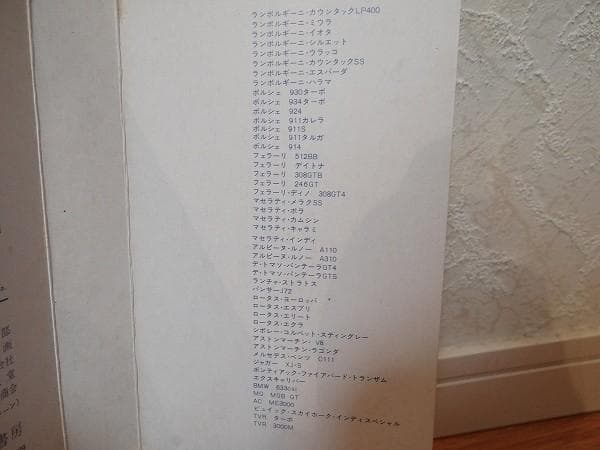 ランボルギーニ・カウンタックLP400
ランボルギーニ・ミウラ
ランボルギーニ・イオタ
ランボルギーニ・シルエット
ランボルギーニ・ウラッコ
ランボルギーニ・カウンタックSS
ランボルギーニ・エスパーダ
ランボルギーニ・ハラマ
ポルシェ 930ターボ
ポルシェ 934ターボ
ポルシェ 924
ポルシェ 911カレラ
ポルシェ 911S
ポルシェ 911タルガ
ポルシェ 914
フェラーリ 512BB
フェラーリ デイトナ
フェラーリ 308GTB
フェラーリ 246GT
フェラーリ・ディノ 308GT4
マセラティ・メラクSS
マセラティ・ボラ
マセラティ・カムシン
マセラティ・キャラミ
マセラティ・インディ
アルピーヌ・ルノー A110
アルピーヌ・ルノー A310
デ・トマソ・パンテーラGT4
デ・トマソ・パンテーラGTS
ランチャ・ストラトス
パンサーJ72
ロータス・ヨーロッパ
ロータス・エスプリ
ロータス・エリート
ロータス・エクラ
シボレー・コルベット・スティングレー
アストンマーチン V8
アストンマーチン・ラゴンダ
メルセデス・ベンツ C111
ジャガー XJ-S
ポンティアック・ファイアバード・トランザム
エクスキャリバー
BMW 633csi
MG MGB GT
AC ME3000
ビュイック・スカイホーク・インディスペシャル
TVR ターボ
TVR 3000M
部
画
会社
堂
商会
ーン)
書房